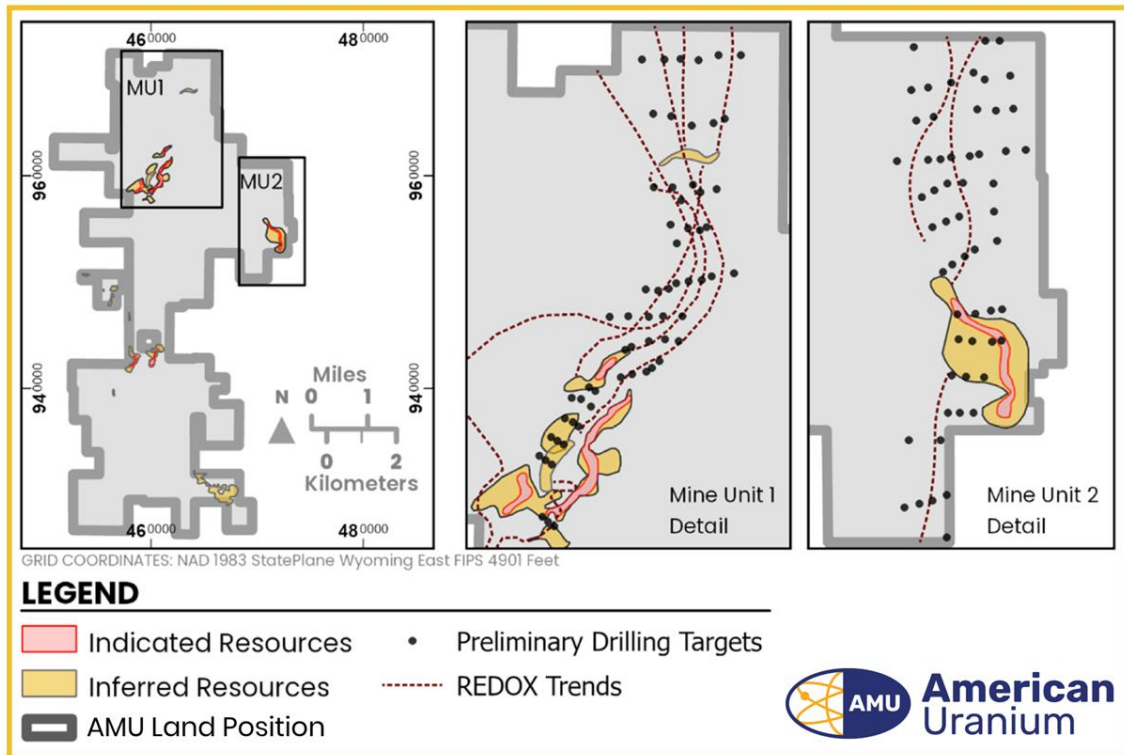 460000
480000
MU1
960000
960000
MU2
940000
940000
N
Miles
0 1
0 2
Kilometers
460000
480000
Mine Unit 1
Detail
Mine Unit 2
Detail
GRID COORDINATES: NAD 1983 StatePlane Wyoming East FIPS 4901 Feet
LEGEND
Indicated Resources
Preliminary Drilling Targets
Inferred Resources
REDOX Trends
AMU Land Position
AMU
American
Uranium